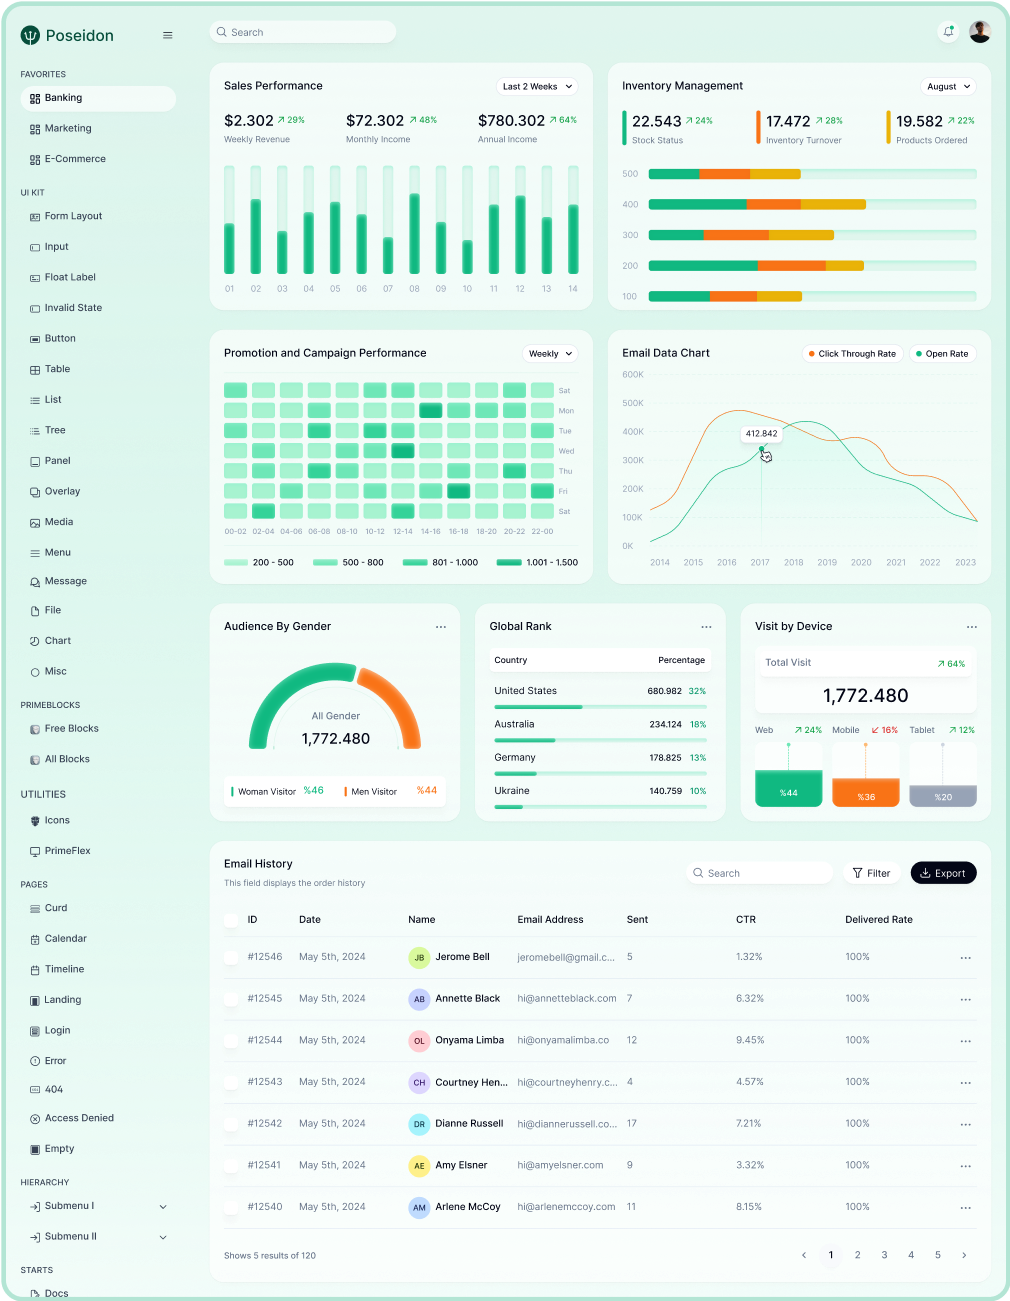 Poseidon
FAVORITES
Banking
Marketing
E-Commerce
UI KIT
Form Layout
Input
Float Label
Invalid State
Button
Table
List
Tree
Panel
Overlay
Media
Menu
Message
File
Chart
Misc
PRIMEBLOCKS
Free Blocks
All Blocks
UTILITIES
Icons
PrimeFlex
PAGES
Curd
Calendar
Timeline
Landing
Login
Error
404
Access Denied
Empty
HIERARCHY
Submenu I
Submenu II
STARTS
Docs
Search
Sales Performance
Last 2 Weeks
$2.302 29%
Weekly Revenue
$72.302 48%
Monthly Income
$780.302 64%
Annual Income
01 02 03 04 05 06 07 08 09 10 11 12 13 14
Inventory Management
August
22.543 24%
Stock Status
17.472 28%
Inventory Turnover
19.582 22%
Products Ordered
500
400
300
200
100
Promotion and Campaign Performance
Weekly
Sat
Mon
Tue
Wed
Thu
Fri
Sat
00-02 02-04 04-06 06-08 08-10 10-12 12-14 14-16 16-18 18-20 20-22 22-00
200 - 500
500 - 800
801 - 1.000
1.001 - 1.500
Email Data Chart
Click Through Rate
Open Rate
600K
500K
400K
300K
200K
100K
0K
412.842
2014 2015 2016 2017 2018 2019 2020 2021 2022 2023
Audience By Gender
All Gender
1,772.480
Woman Visitor %46
Men Visitor %44
Global Rank
Country Percentage
United States 680.982 32%
Australia 234.124 18%
Germany 178.825 13%
Ukraine 140.759 10%
Visit by Device
Total Visit 64%
1,772.480
Web 24%
Mobile 16%
Tablet 12%
%44
%36
%20
Email History
This field displays the order history
Search
Filter
Export
ID Date Name Email Address Sent CTR Delivered Rate
#12546 May 5th, 2024 JB Jerome Bell jeromebell@gmail.c... 5 1.32% 100%
#12545 May 5th, 2024 AB Annette Black hi@annetteblack.com 7 6.32% 100%
#12544 May 5th, 2024 OL Onyama Limba hi@onyamalimba.co 12 9.45% 100%
#12543 May 5th, 2024 CH Courtney Hen... hi@courtneyhenry.c... 4 4.57% 100%
#12542 May 5th, 2024 DR Dianne Russell hi@diannerussell.co... 17 7.21% 100%
#12541 May 5th, 2024 AE Amy Elsner hi@amyelsner.com 9 3.32% 100%
#12540 May 5th, 2024 AM Arlene McCoy hi@arlenemccoy.com 11 8.15% 100%
Shows 5 results of 120
1 2 3 4 5